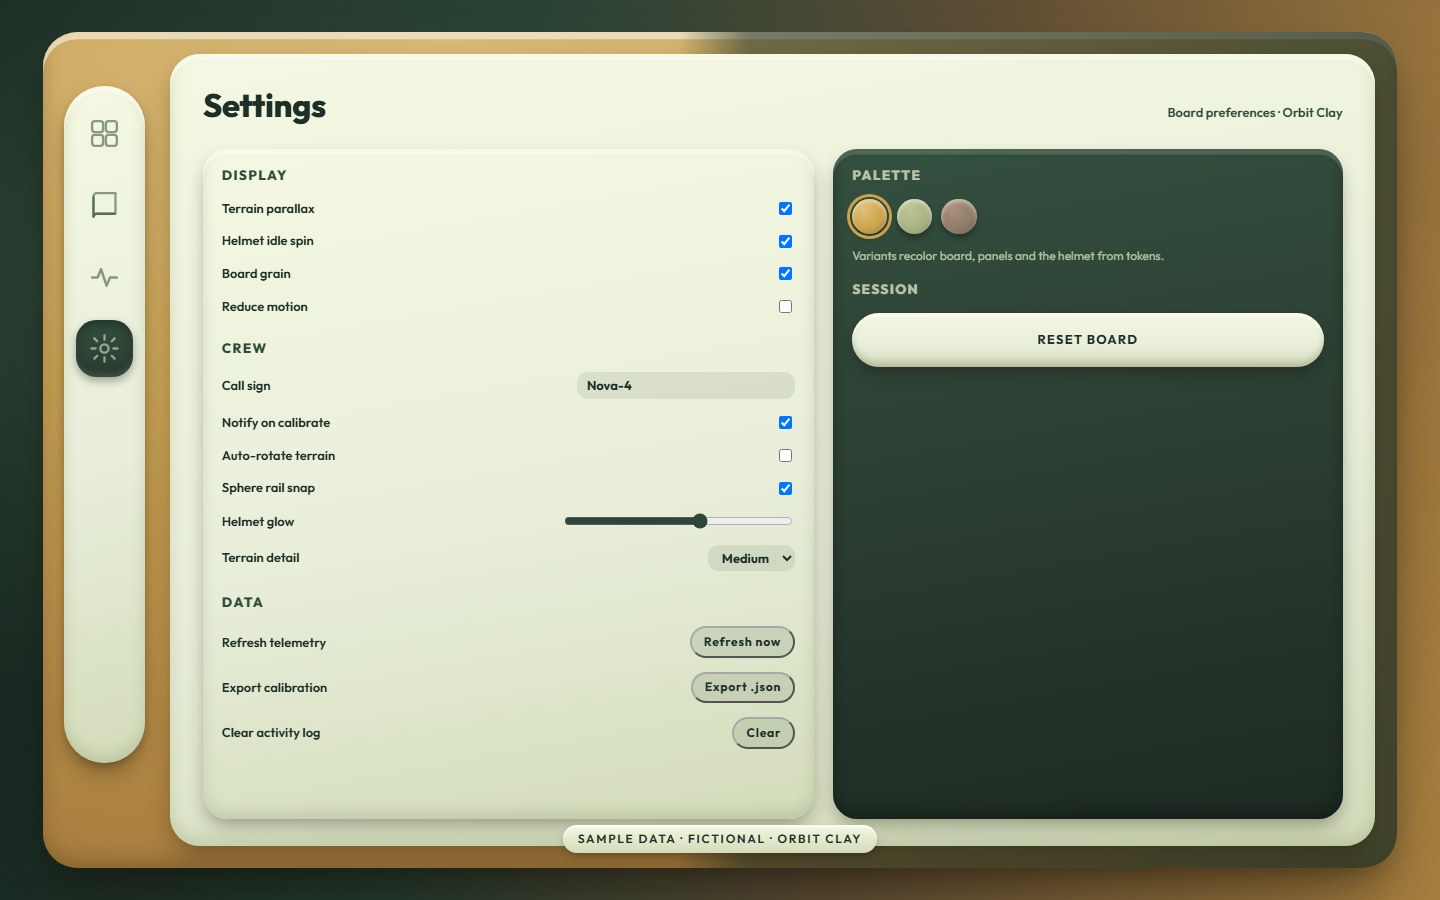 Settings
Board preferences · Orbit Clay
DISPLAY
Terrain parallax
Helmet idle spin
Board grain
Reduce motion
CREW
Call sign
Nova-4
Notify on calibrate
Auto-rotate terrain
Sphere rail snap
Helmet glow
Terrain detail
Medium
DATA
Refresh telemetry
Refresh now
Export calibration
Export .json
Clear activity log
Clear
PALETTE
Variants recolor board, panels and the helmet from tokens.
SESSION
RESET BOARD
SAMPLE DATA · FICTIONAL · ORBIT CLAY